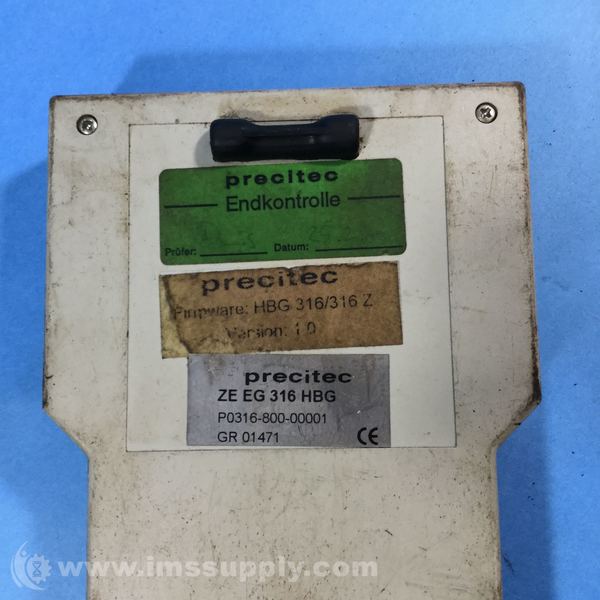 precitec
Endkontrolle
Prüfer: Datum:
precitec
Firmware: HBG 316/316 Z
Version: 1.0
precitec
ZE EG 316 HBG
P0316-800-00001
GR 01471 CE
www.imssupply.com